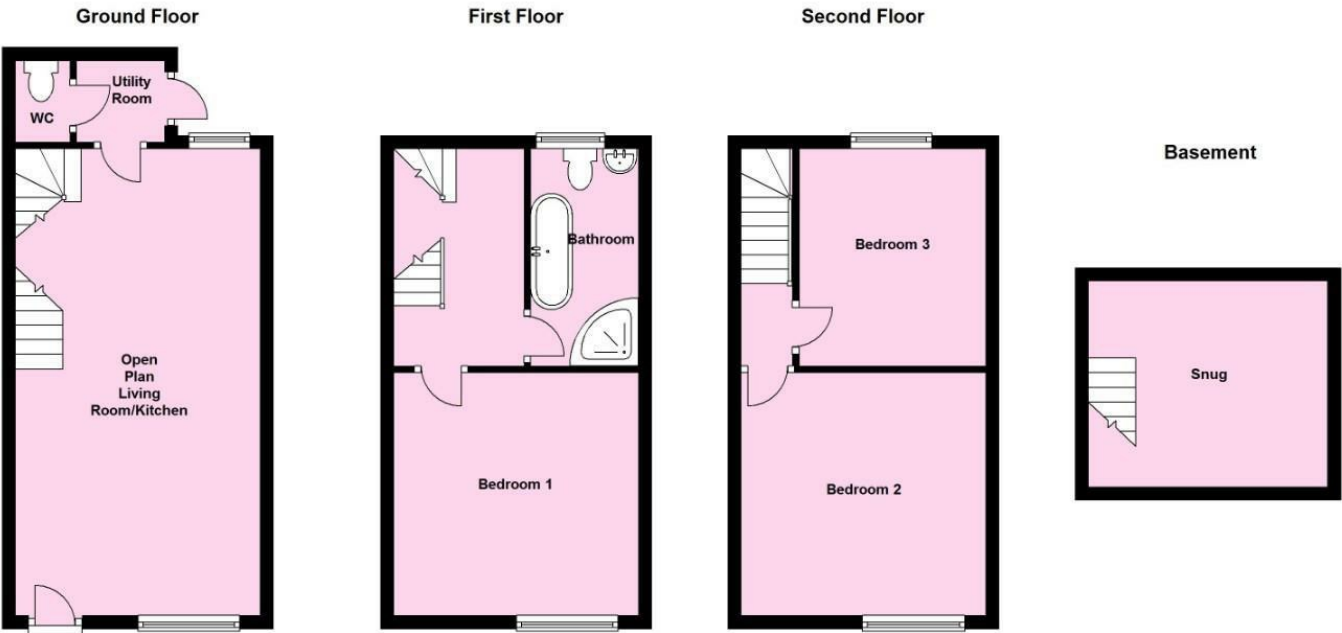 Ground Floor
Utility
Room
WC
Open
Plan
Living
Room/Kitchen
First Floor
Bathroom
Bedroom 1
Second Floor
Bedroom 3
Bedroom 2
Basement
Snug